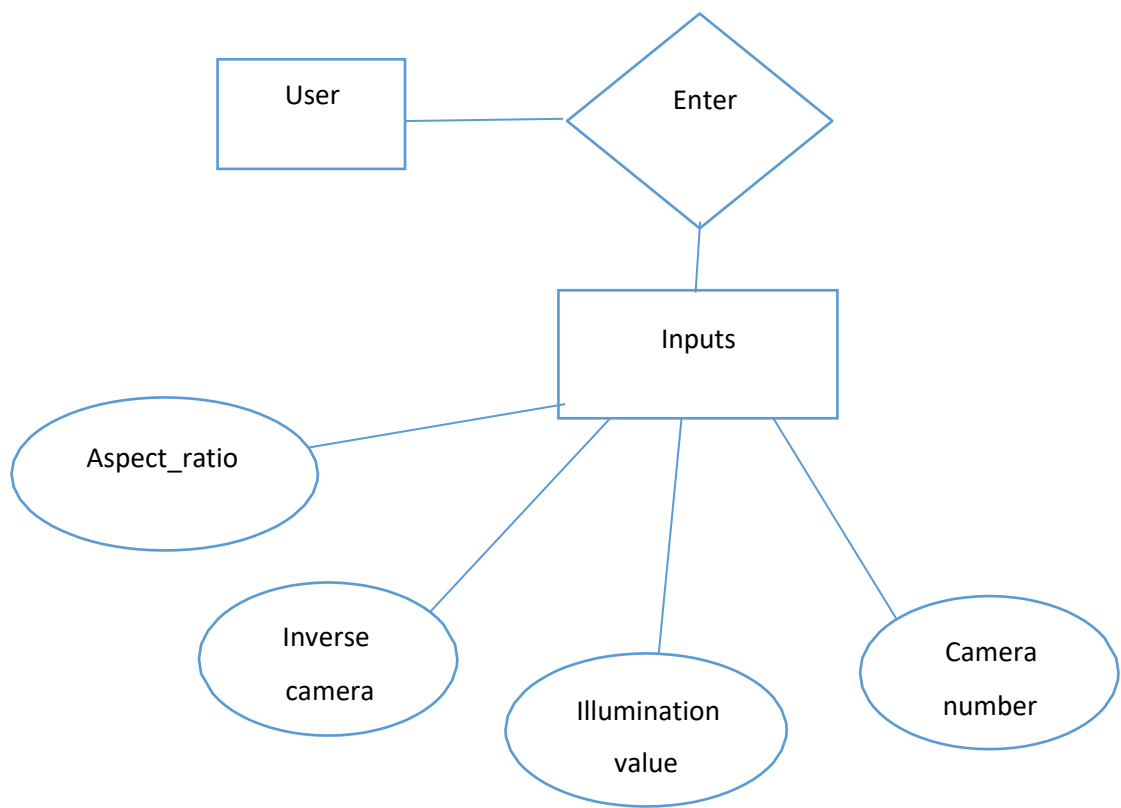 User
Enter
Inputs
Aspect_ratio
Inverse
camera
Illumination
value
Camera
number